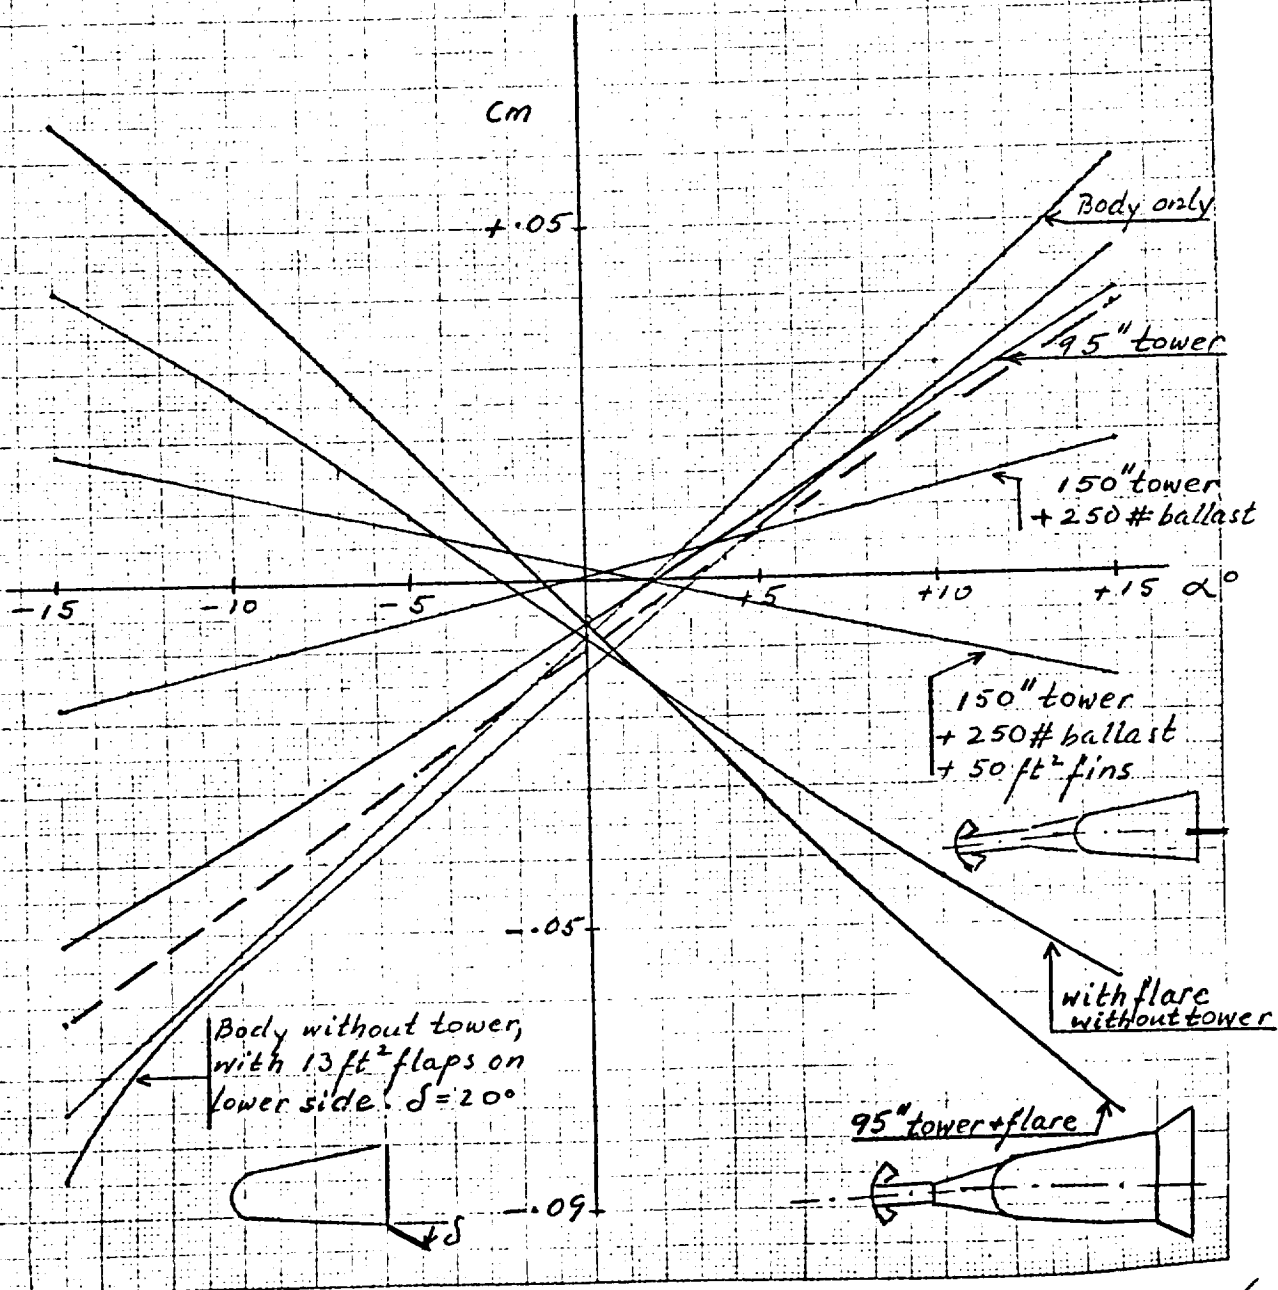 Cm
+.05
Body only
95" tower
150" tower
+ 250 # ballast
-15
-10
-5
+5
+10
+15
α°
150" tower
+ 250# ballast
+ 50 ft² fins
-.05
with flare
without tower
Body without tower,
with 13 ft² flaps on
lower side. δ=20°
95" tower+flare
-.09
δ